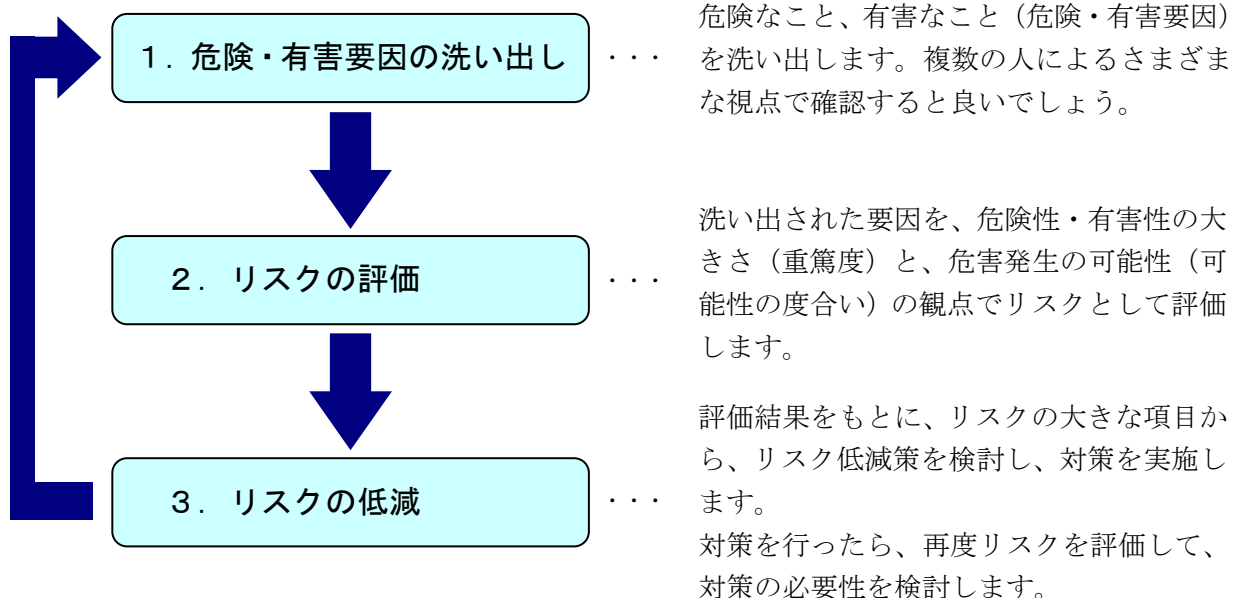 危険なこと、有害なこと（危険・有害要因）
1．危険・有害要因の洗い出し ・・・ を洗い出します。複数の人によるさまざま
な視点で確認すると良いでしょう。
洗い出された要因を、危険性・有害性の大
きさ（重篤度）と、危害発生の可能性（可
2．リスクの評価 ・・・
能性の度合い）の観点でリスクとして評価
します。
評価結果をもとに、リスクの大きな項目か
ら、リスク低減策を検討し、対策を実施し
3．リスクの低減 ・・・ ます。
対策を行ったら、再度リスクを評価して、
対策の必要性を検討します。